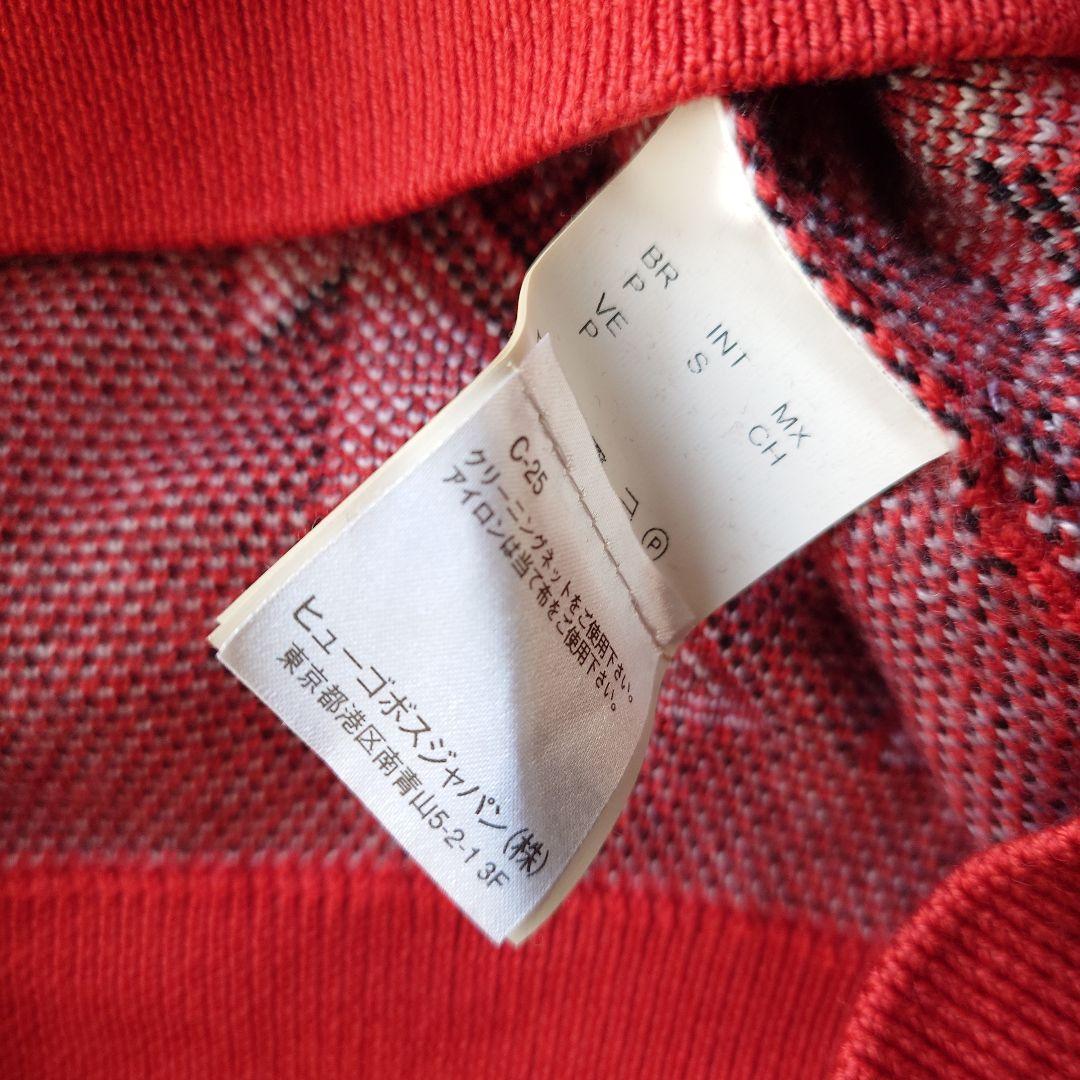 BR
P
VE
P
INT
S
MX
CH
P
C-25
クリーニングネットをご使用下さい。
アイロンは当て布をご使用下さい。
ヒューゴボスジャパン(株)
東京都港区南青山5-2-1 3F